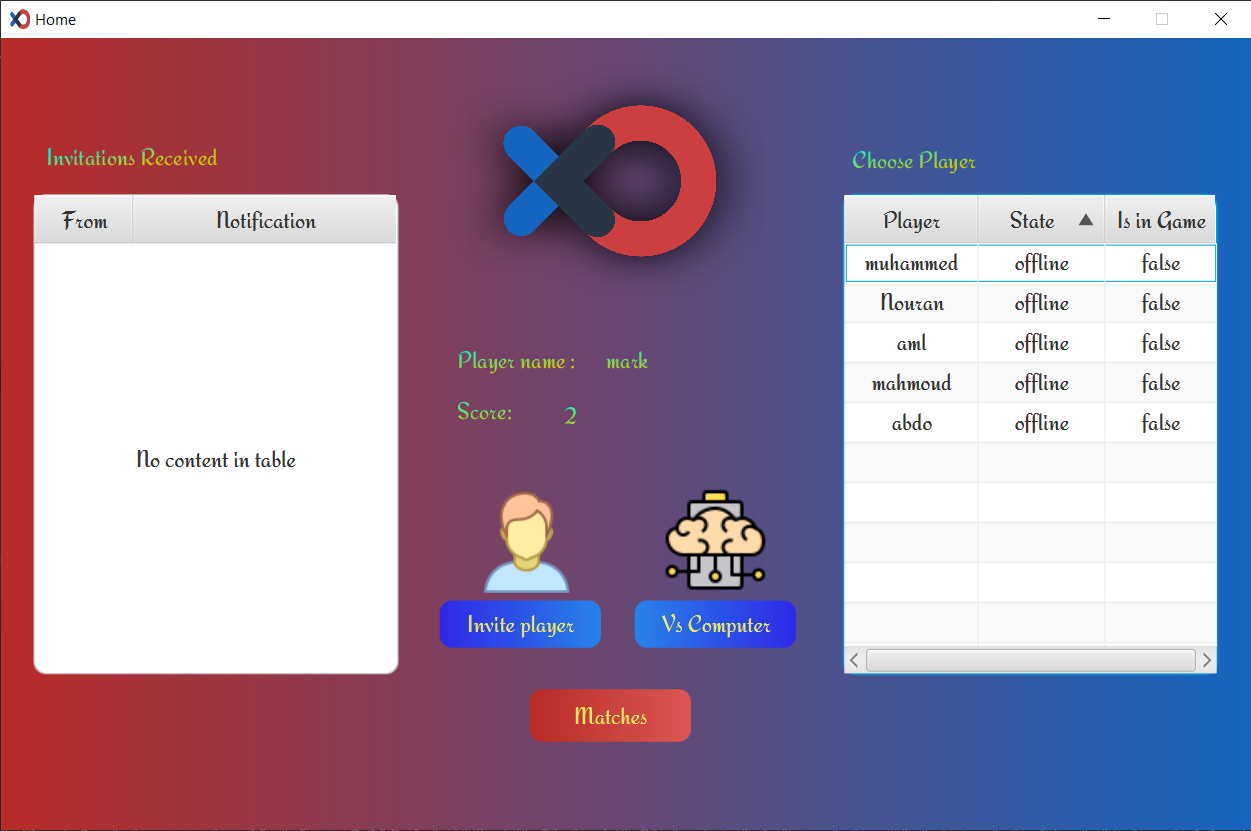 Home
Invitations Received
From Notification
No content in table
Player name : mark
Score: 2
Invite player
Vs Computer
Matches
Choose Player
Player State Is in Game
muhammed offline false
Nouran offline false
aml offline false
mahmoud offline false
abdo offline false